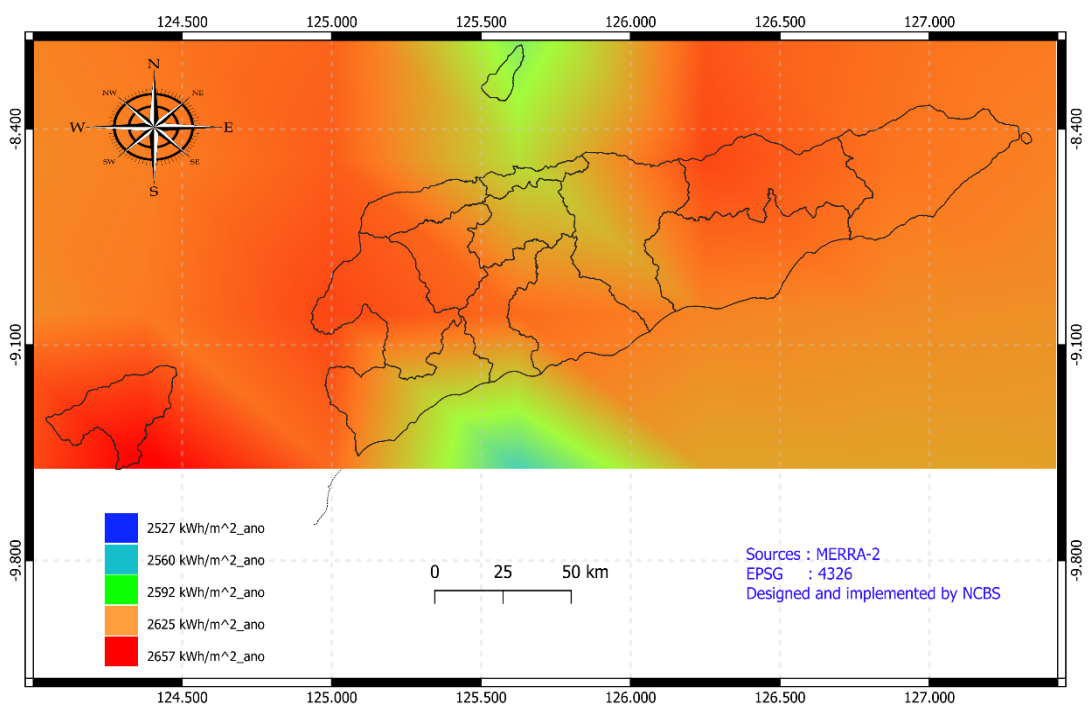 124.500 125.000 125.500 126.000 126.500 127.000
N
NW NE
W E
SW SE
S
-8.400 -8.400
-9.100 -9.100
-9.800 -9.800
2527 kWh/m^2_ano
2560 kWh/m^2_ano
2592 kWh/m^2_ano
2625 kWh/m^2_ano
2657 kWh/m^2_ano
0 25 50 km
Sources : MERRA-2
EPSG : 4326
Designed and implemented by NCBS
124.500 125.000 125.500 126.000 126.500 127.000